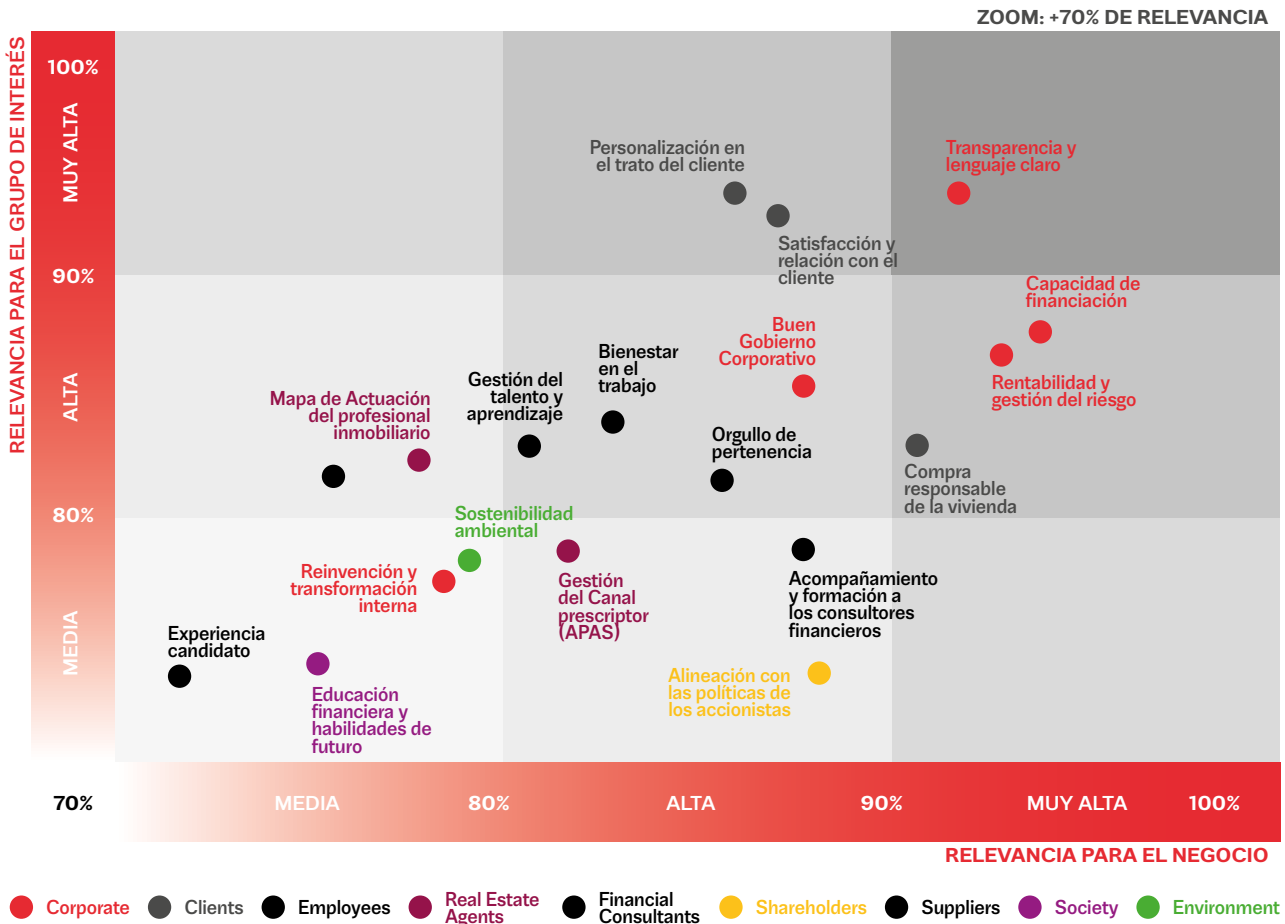 ZOOM: +70% DE RELEVANCIA
RELEVANCIA PARA EL GRUPO DE INTERÉS
100%
MUY ALTA
90%
ALTA
80%
MEDIA
Personalización en
el trato del cliente
Transparencia y
lenguaje claro
Satisfacción y
relación con el
cliente
Capacidad de
financiación
Buen
Gobierno
Corporativo
Rentabilidad y
gestión del riesgo
Bienestar
en el
trabajo
Gestión del
talento y
aprendizaje
Mapa de Actuación
del profesional
inmobiliario
Orgullo de
pertenencia
Compra
responsable
de la vivienda
Sostenibilidad
ambiental
Reinvención y
transformación
interna
Gestión
del Canal
prescriptor
(APAS)
Acompañamiento
y formación a
los consultores
financieros
Experiencia
candidato
Educación
financiera y
habilidades de
futuro
Alineación con
las políticas de
los accionistas
70%
MEDIA
80%
ALTA
90%
MUY ALTA
100%
RELEVANCIA PARA EL NEGOCIO
Corporate
Clients
Employees
Real Estate
Agents
Financial
Consultants
Shareholders
Suppliers
Society
Environment